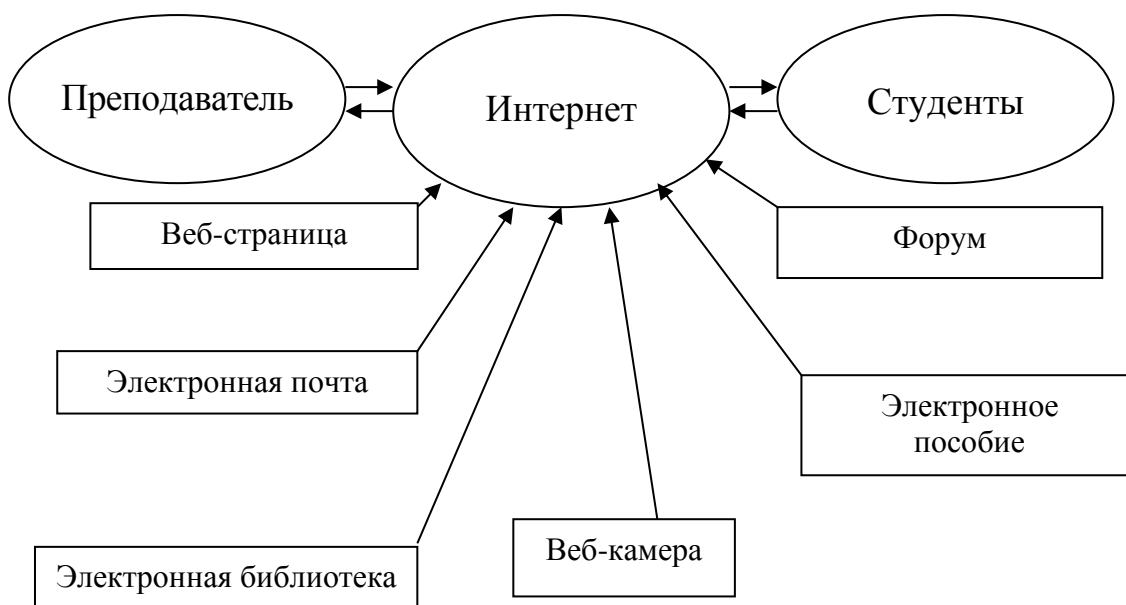 Преподаватель
Интернет
Студенты
Веб-страница
Форум
Электронная почта
Электронное
пособие
Веб-камера
Электронная библиотека